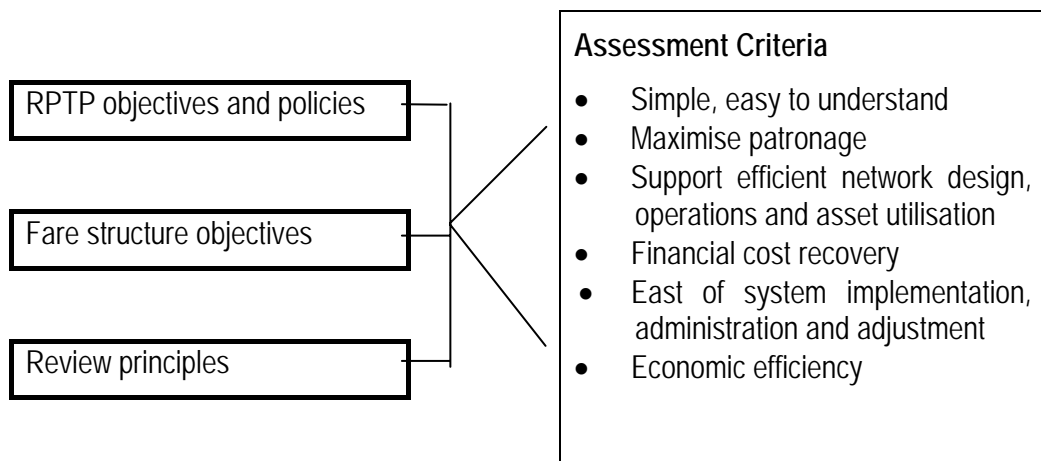 RPTP objectives and policies
Fare structure objectives
Review principles
Assessment Criteria
• Simple, easy to understand
• Maximise patronage
• Support efficient network design,
operations and asset utilisation
• Financial cost recovery
• East of system implementation,
administration and adjustment
• Economic efficiency